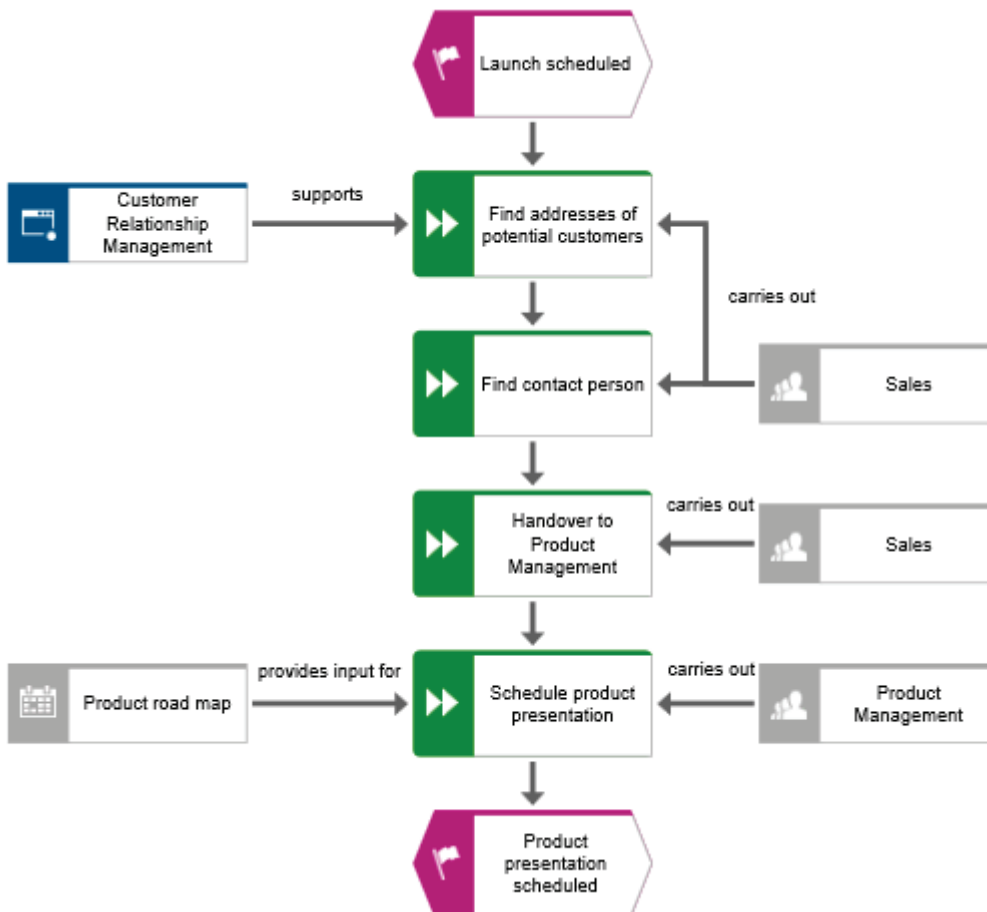 Launch scheduled
Customer
Relationship
Management
supports
Find addresses of
potential customers
carries out
Find contact person
Sales
Handover to
Product
Management
carries out
Sales
Product road map
provides input for
Schedule product
presentation
carries out
Product
Management
Product
presentation
scheduled